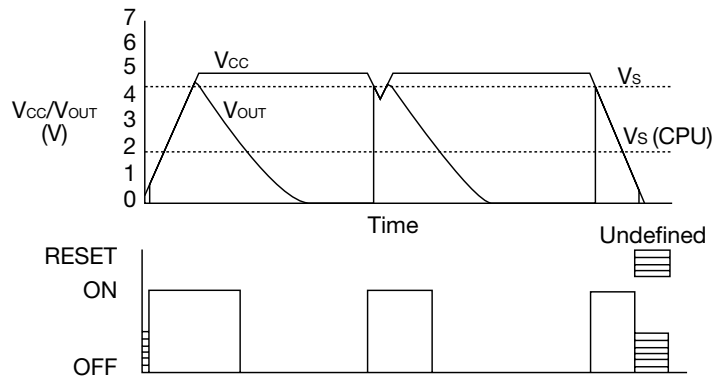 7
6
5
4
3
2
1
0
VCC/VOUT
(V)
VCC
VOUT
VS
VS (CPU)
Time
Undefined
RESET
ON
OFF